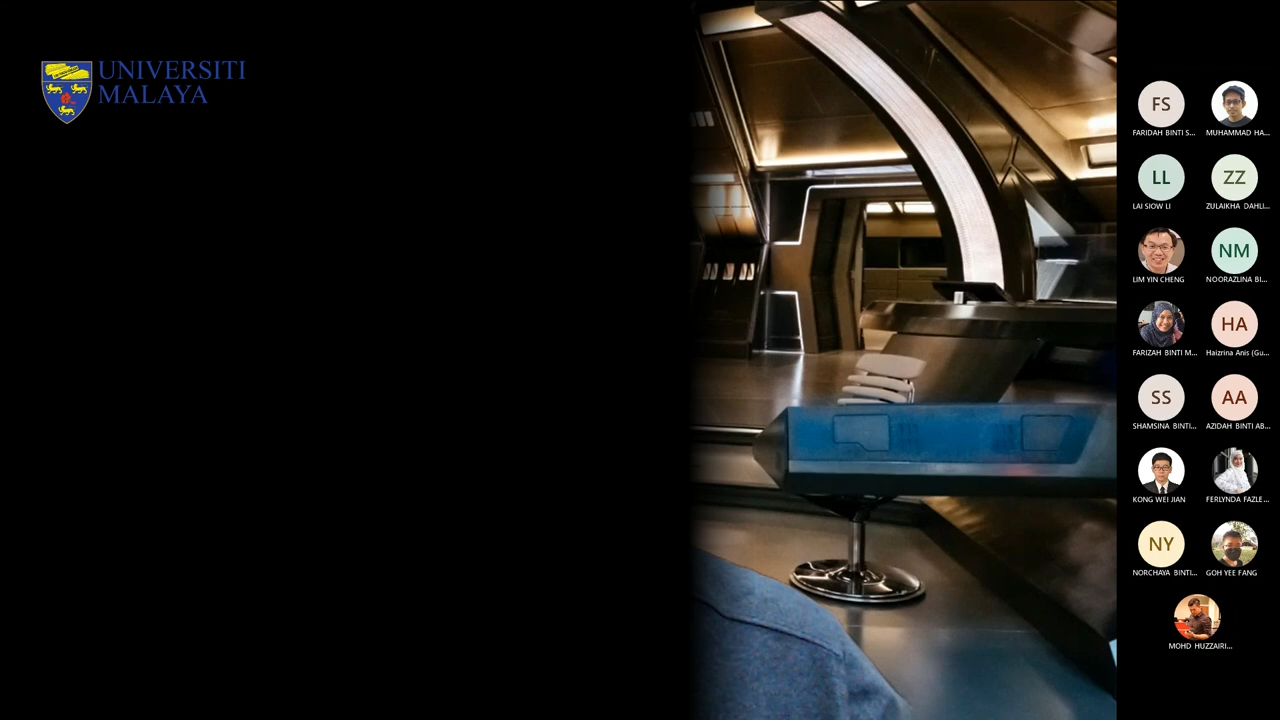 UNIVERSITI
MALAYA
FS
FARIDAH BINTI S...
MUHAMMAD HA...
LL
LAI SIOW LI
ZZ
ZULAIKHA DAHLI...
LIM YIN CHENG
NM
NOORAZLINA BI...
FARIZAH BINTI M...
HA
Haizrina Anis (Gu...
SS
SHAMSINA BINTI...
AA
AZIDAH BINTI AB...
KONG WEI JIAN
FERLYNDA FAZLE...
NY
NORCHAYA BINTI...
GOH YEE FANG
MOHD HUZZAIRI...